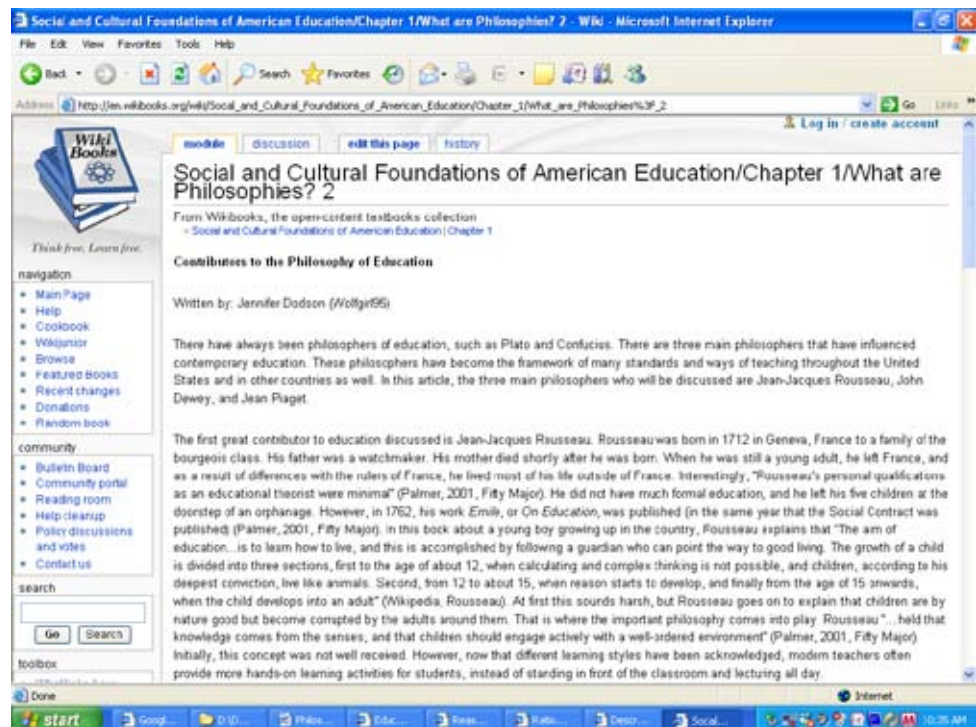 Social and Cultural Foundations of American Education/Chapter 1/What are Philosophies? 2 - Wiki - Microsoft Internet Explorer
File Edit View Favorites Tools Help
Back Search Favorites
Address http://en.wikibooks.org/wiki/Social_and_Cultural_Foundations_of_American_Education/Chapter_1/What_are_Philosophies%3F_2 Go Links
Log in / create account
Wiki
Books
Think free. Learn free.
module discussion edit this page history
Social and Cultural Foundations of American Education/Chapter 1/What are
Philosophies? 2
From Wikibooks, the open-content textbooks collection
< Social and Cultural Foundations of American Education | Chapter 1
Contributors to the Philosophy of Education
Written by: Jennifer Dodson (Wolfgirl95)
There have always been philosophers of education, such as Plato and Confucius. There are three main philosophers that have influenced
contemporary education. These philosophers have become the framework of many standards and ways of teaching throughout the United
States and in other countries as well. In this article, the three main philosophers who will be discussed are Jean-Jacques Rousseau, John
Dewey, and Jean Piaget.
The first great contributor to education discussed is Jean-Jacques Rousseau. Rousseau was born in 1712 in Geneva, France to a family of the
bourgeois class. His father was a watchmaker. His mother died shortly after he was born. When he was still a young adult, he left France, and
as a result of differences with the rulers of France, he lived most of his life outside of France. Interestingly, "Rousseau's personal qualifications
as an educational theorist were minimal" (Palmer, 2001, Fifty Major). He did not have much formal education, and he left his five children at the
doorstep of an orphanage. However, in 1762, his work Emile, or On Education, was published (in the same year that the Social Contract was
published) (Palmer, 2001, Fifty Major). In this book about a young boy growing up in the country, Rousseau explains that "The aim of
education...is to learn how to live, and this is accomplished by following a guardian who can point the way to good living. The growth of a child
is divided into three sections, first to the age of about 12, when calculating and complex thinking is not possible, and children, according to his
deepest conviction, live like animals. Second, from 12 to about 15, when reason starts to develop, and finally from the age of 15 onwards,
when the child develops into an adult" (Wikipedia, Rousseau). At first this sounds harsh, but Rousseau goes on to explain that children are by
nature good but become corrupted by the adults around them. That is where the important philosophy comes into play. Rousseau "...held that
knowledge comes from the senses, and that children should engage actively with a well-ordered environment" (Palmer, 2001, Fifty Major).
Initially, this concept was not well received. However, now that different learning styles have been acknowledged, modern teachers often
provide more hands-on learning activities for students, instead of standing in front of the classroom and lecturing all day.
navigation
Main Page
Help
Cookbook
Wikijunior
Browse
Featured Books
Recent changes
Donations
Random book
community
Bulletin Board
Community portal
Reading room
Help cleanup
Policy discussions
and votes
Contact us
search
Go Search
toolbox
Done Internet
start Googl... D:\D... Philos... Educ... Reas... Ratio... Descr... Social... 10:35 AM